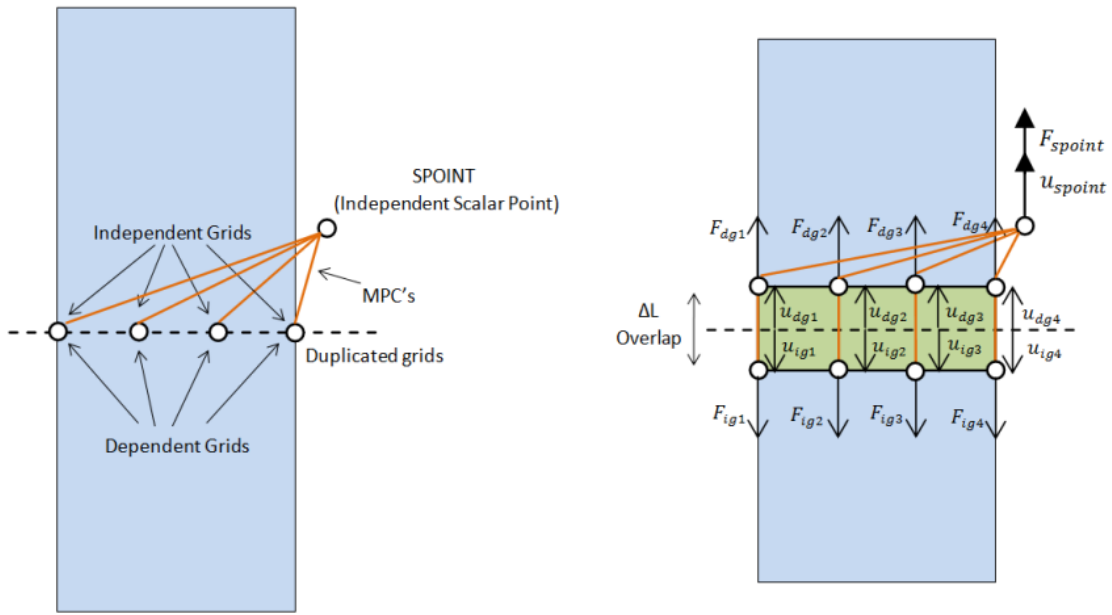 SPOINT
(Independent Scalar Point)
Independent Grids
MPC's
Duplicated grids
Dependent Grids
F_spoint
u_spoint
F_dg1 F_dg2 F_dg3 F_dg4
ΔL
Overlap
u_dg1 u_dg2 u_dg3 u_dg4
u_ig1 u_ig2 u_ig3 u_ig4
F_ig1 F_ig2 F_ig3 F_ig4